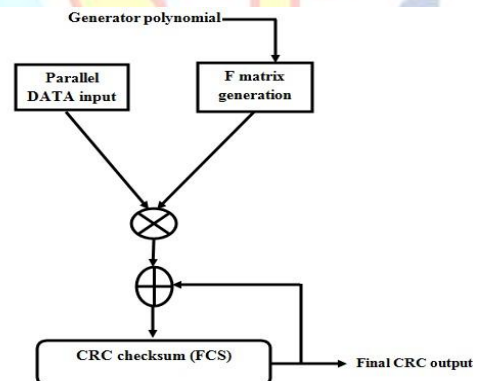 Generator polynomial
Parallel
DATA input
F matrix
generation
CRC checksum (FCS)
Final CRC output